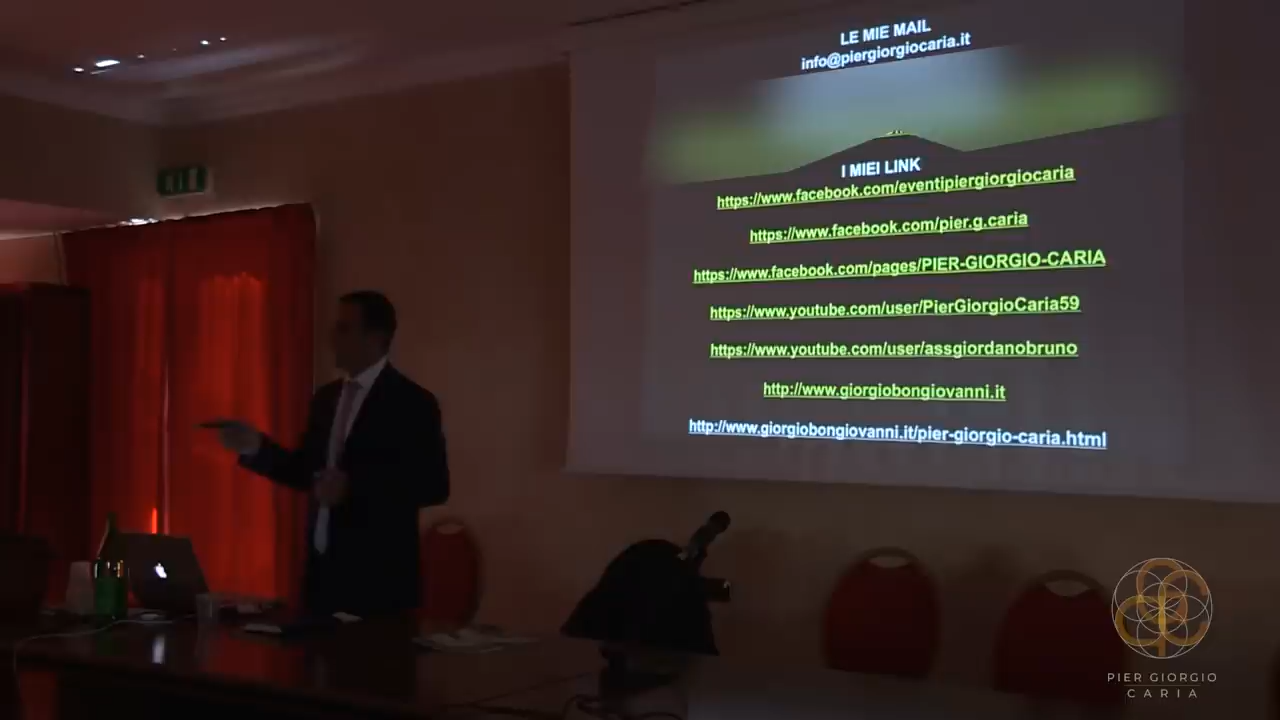 LE MIE MAIL
info@piergiorgiocaria.it
I MIEI LINK
https://www.facebook.com/eventipiergiorgiocaria
https://www.facebook.com/pier.g.caria
https://www.facebook.com/pages/PIER-GIORGIO-CARIA
https://www.youtube.com/user/PierGiorgioCaria59
https://www.youtube.com/user/assgiordanobruno
http://www.giorgiobongiovanni.it
http://www.giorgiobongiovanni.it/pier-giorgio-caria.html
PIER GIORGIO
CARIA